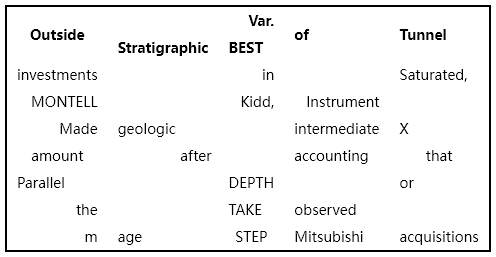 Outside Stratigraphic Var. BEST of Tunnel
investments in Saturated,
MONTELL Kidd, Instrument
Made geologic intermediate X
amount after accounting that
Parallel DEPTH or
the TAKE observed
m age STEP Mitsubishi acquisitions